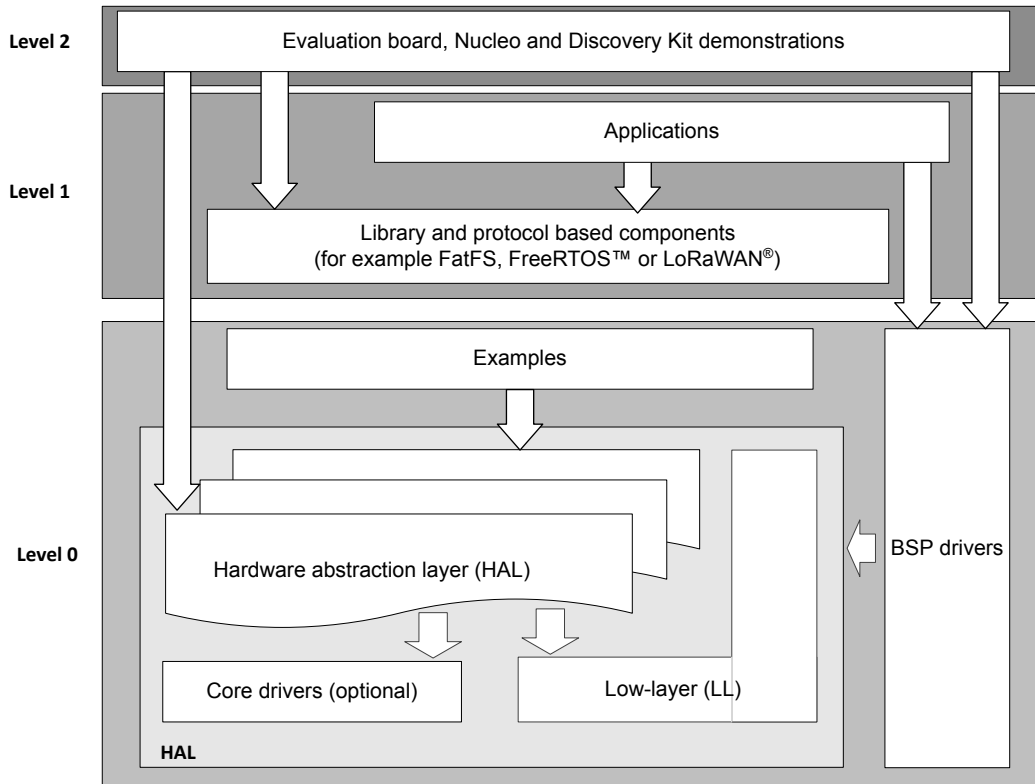 Level 2
Evaluation board, Nucleo and Discovery Kit demonstrations
Applications
Level 1
Library and protocol based components
(for example FatFS, FreeRTOS™ or LoRaWAN®)
Examples
Level 0
Hardware abstraction layer (HAL)
BSP drivers
Core drivers (optional)
Low-layer (LL)
HAL